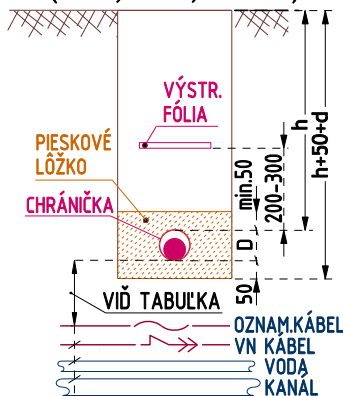 VÝSTR.
FÓLIA
PIESKOVÉ
LÔŽKO
CHRÁNIČKA
min.50
200-300
h
h+50+d
D
50
VIĎ TABUĽKA
OZNAM.KÁBEL
VN KÁBEL
VODA
KANÁL